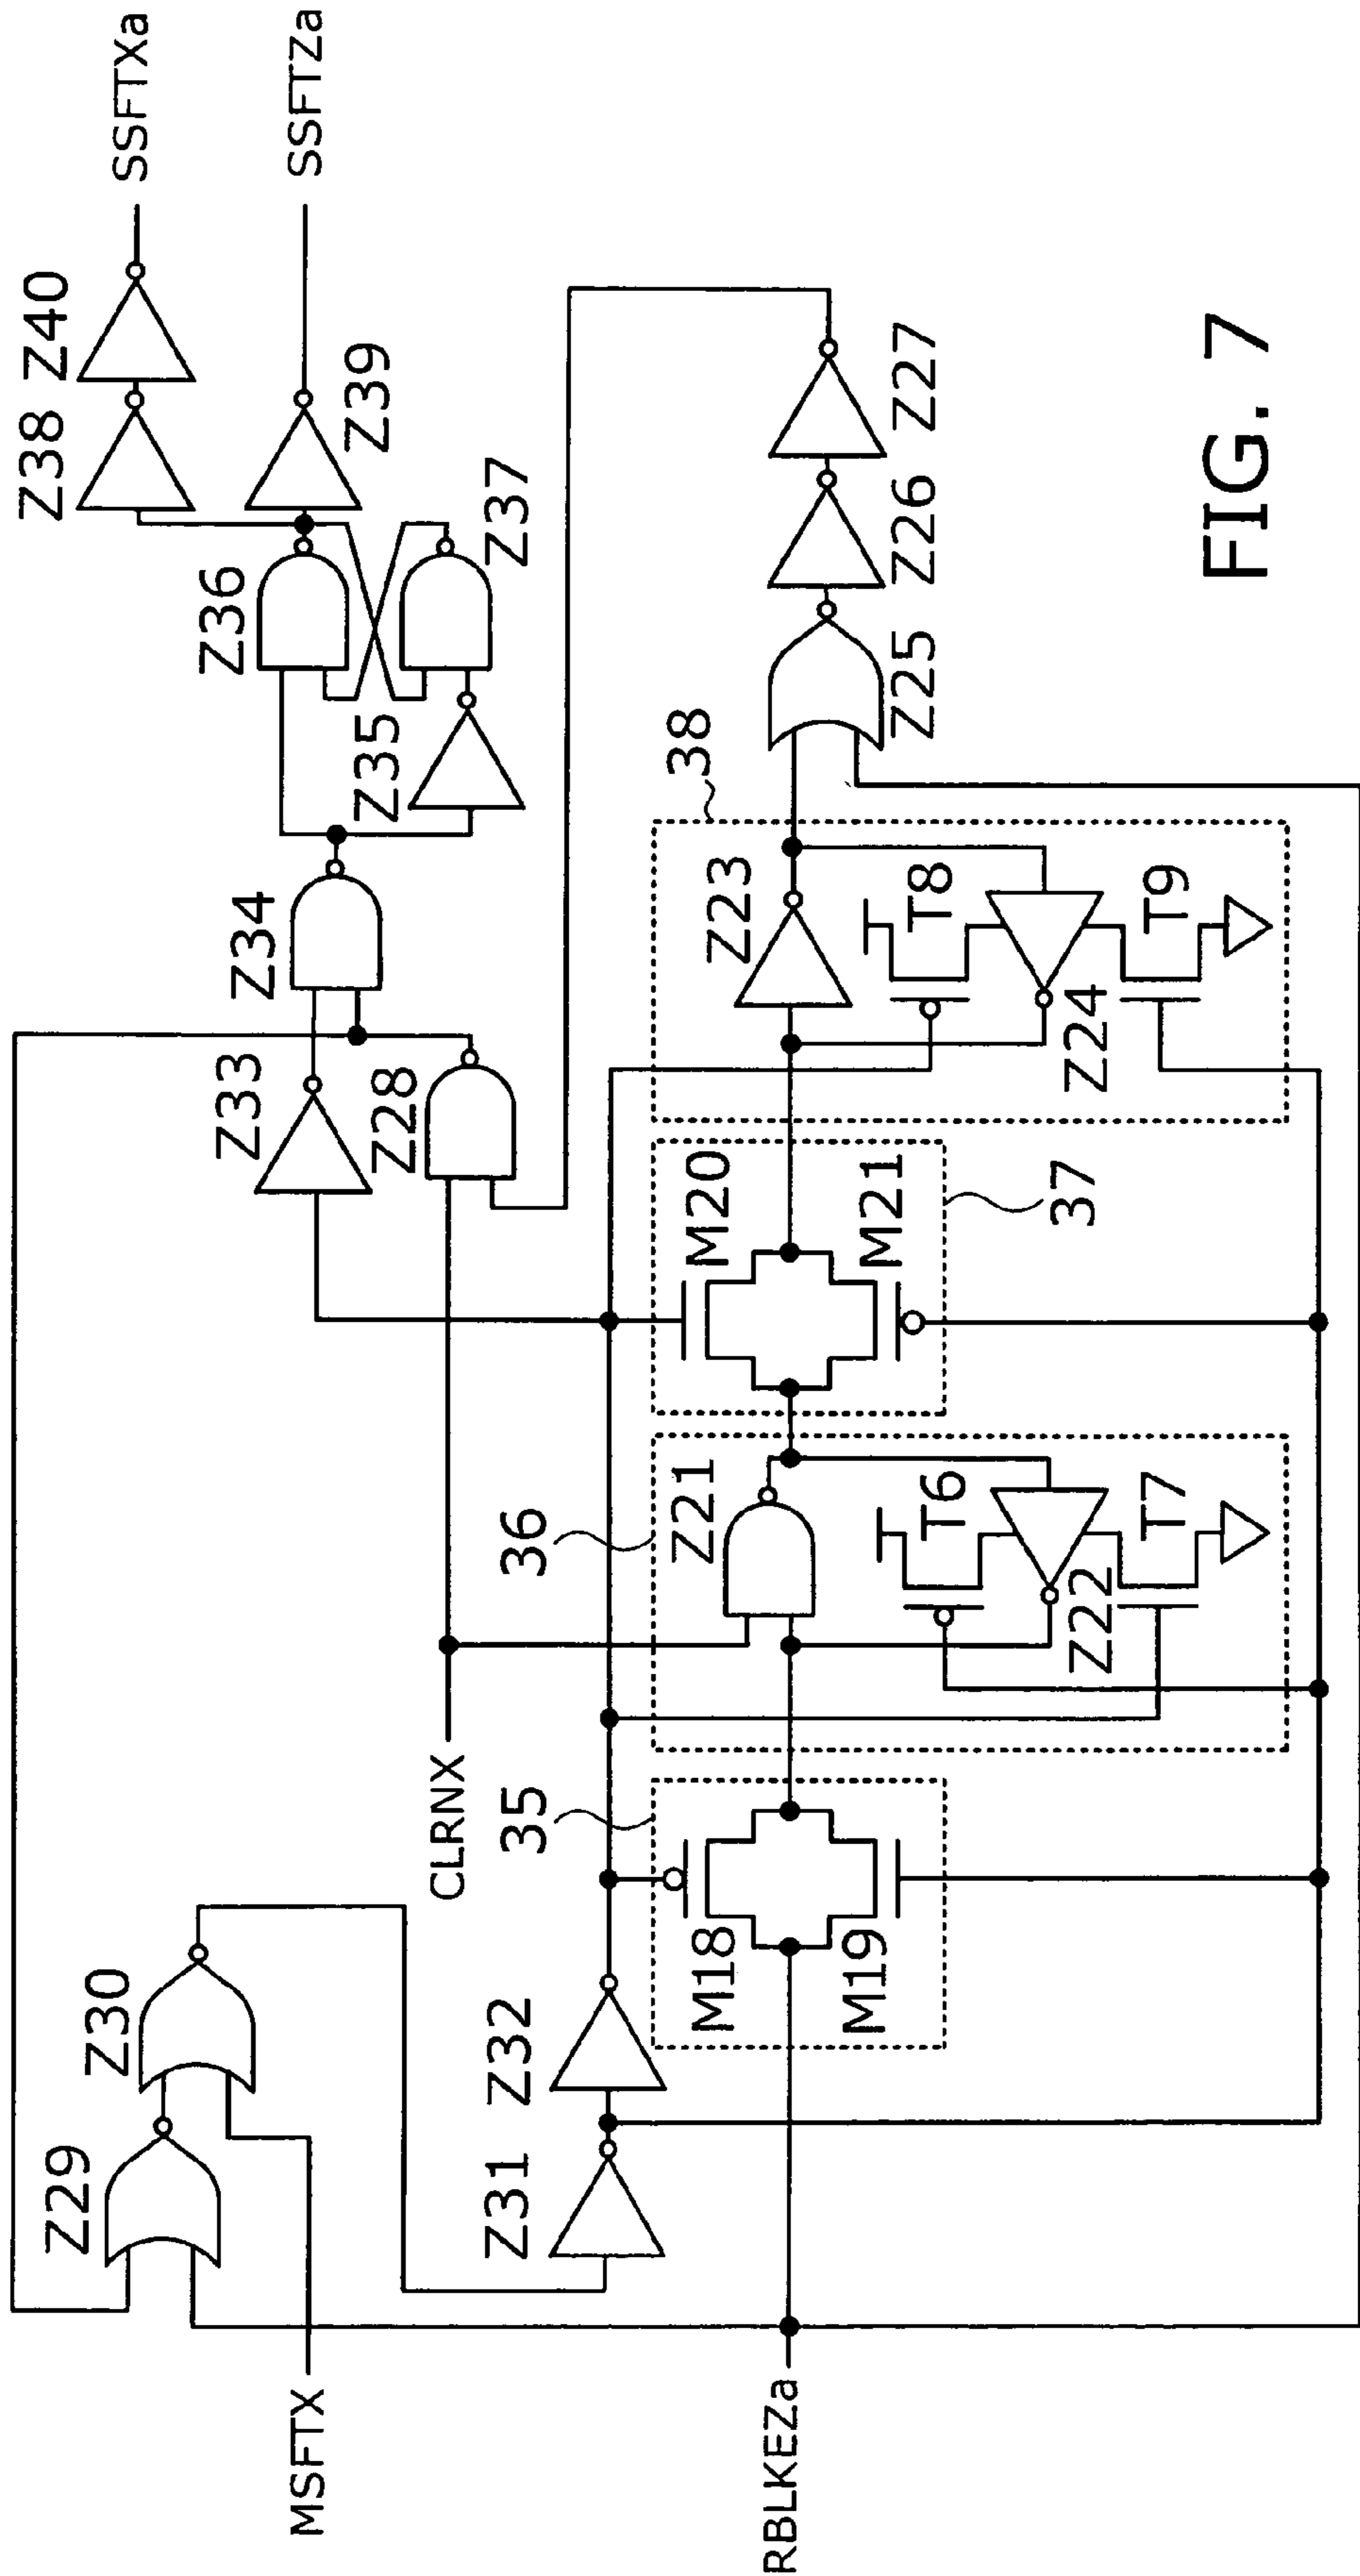 SSFTXa
SSFTZa
Z40
Z38
Z39
Z36
Z37
Z35
Z34
Z33
Z28
Z27
Z26
Z25
38
Z23
T8
Z24
T9
M20
M21
37
36
Z21
T6
Z22
T7
CLRNX
35
M18
M19
Z30
Z29
Z32
Z31
MSFTX
RBLKEZa
FIG. 7